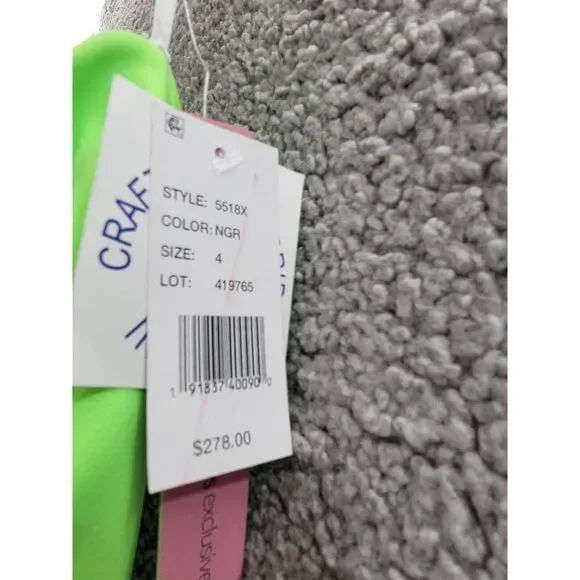 STYLE: 5518X
COLOR: NGR
SIZE: 4
LOT: 419765
1 91837 40090 0
$278.00
CRAF
exclusive